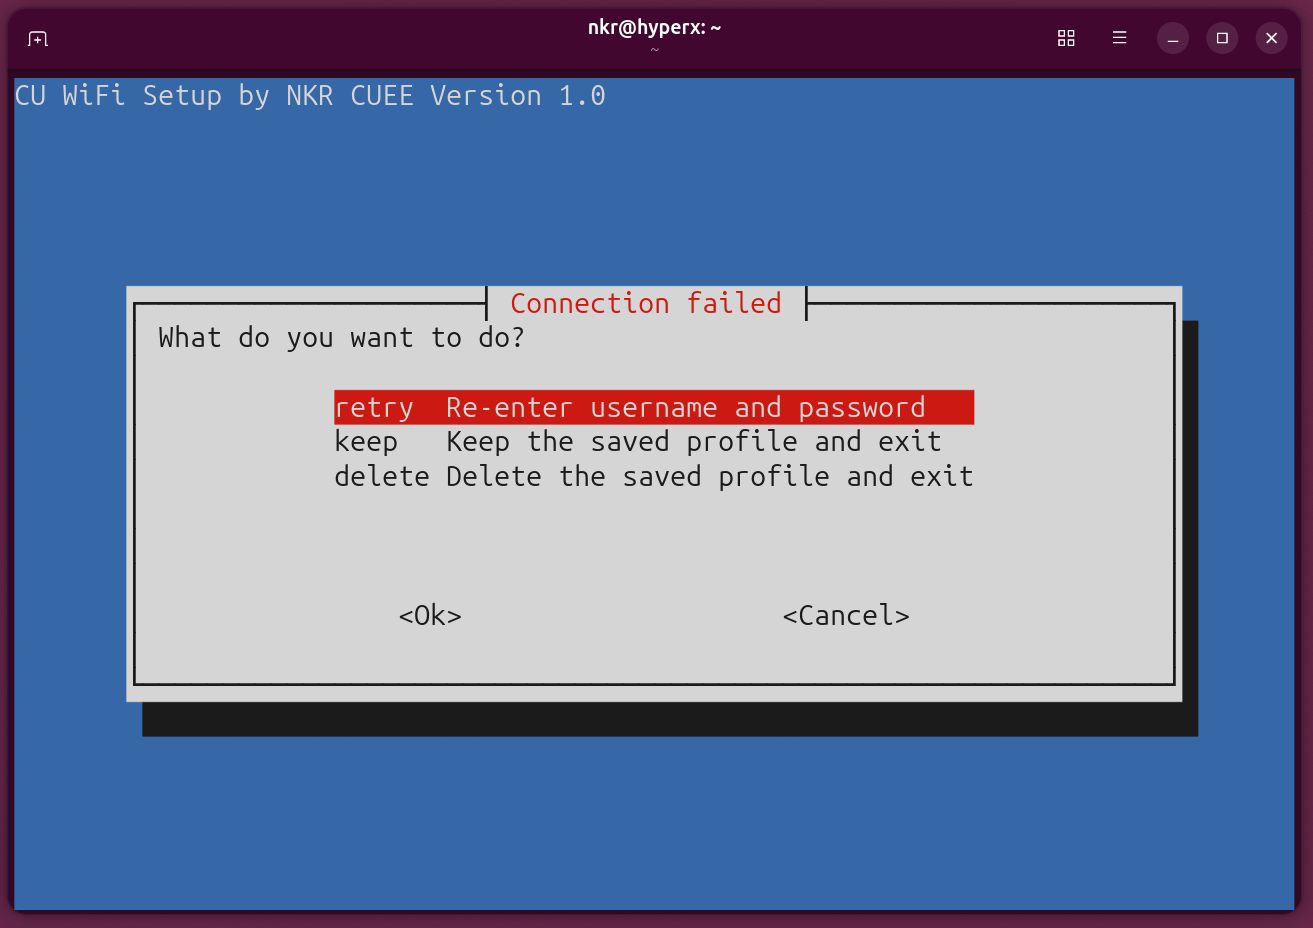 nkr@hyperx: ~
~
CU WiFi Setup by NKR CUEE Version 1.0
Connection failed
What do you want to do?
retry Re-enter username and password
keep Keep the saved profile and exit
delete Delete the saved profile and exit
<Ok> <Cancel>